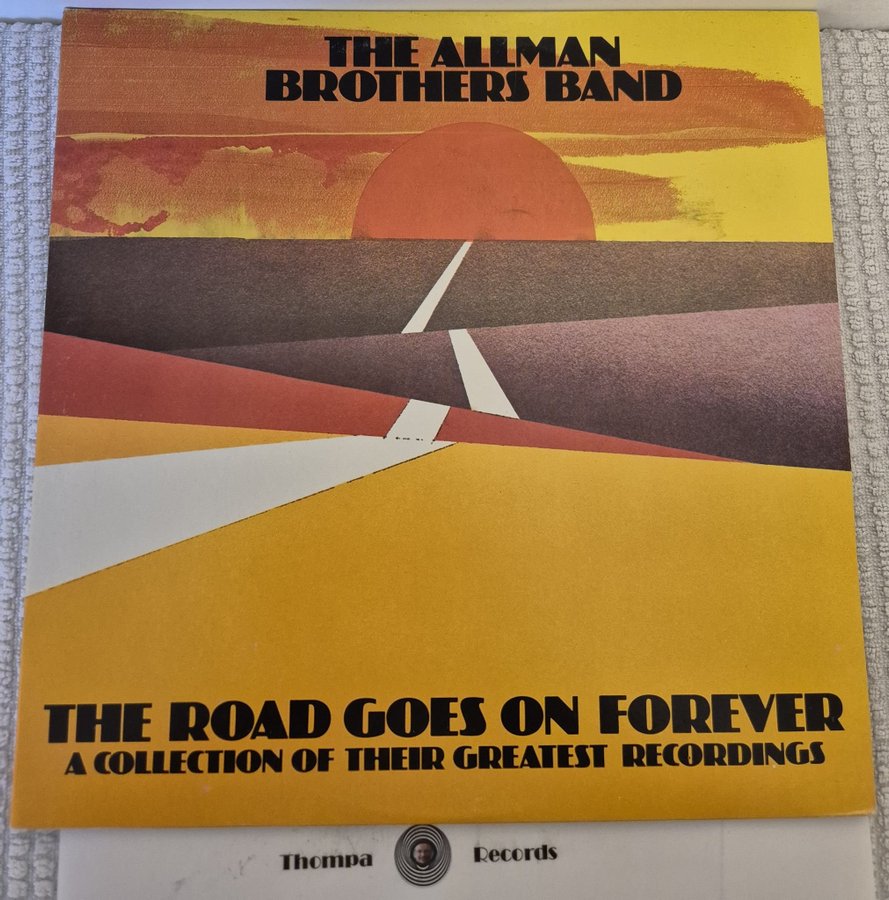 THE ALLMAN
BROTHERS BAND
THE ROAD GOES ON FOREVER
A COLLECTION OF THEIR GREATEST RECORDINGS
Thompa Records